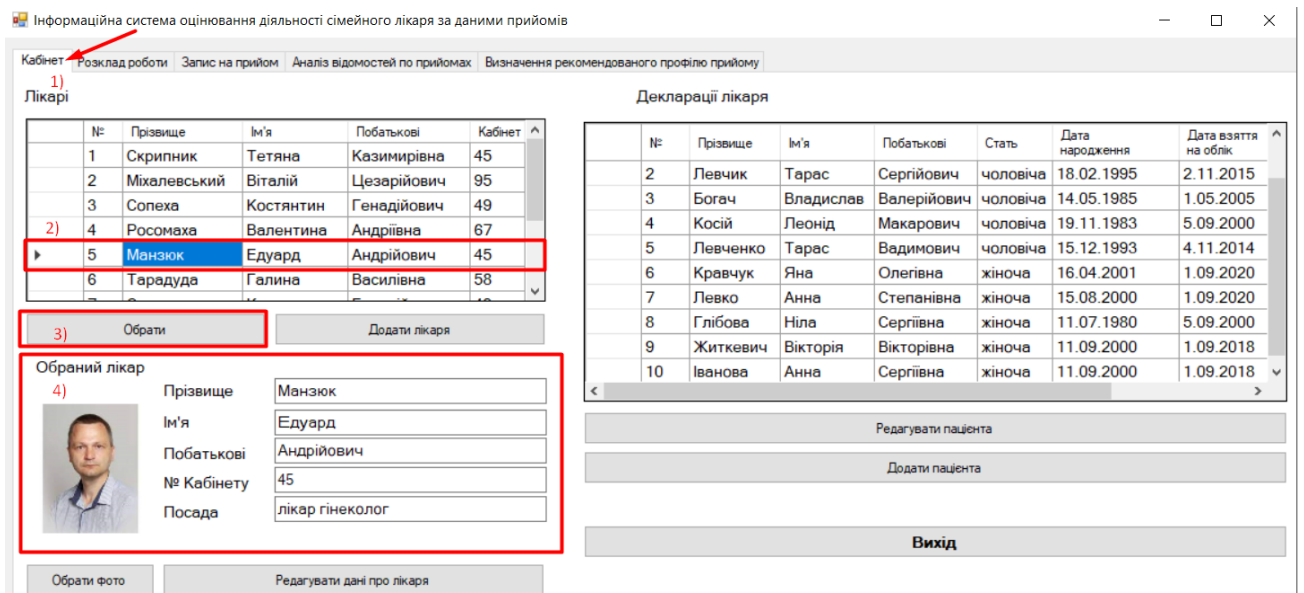 Інформаційна система оцінювання діяльності сімейного лікаря за даними прийомів
Кабінет Розклад роботи Запис на прийом Аналіз відомостей по прийомах Визначення рекомендованого профілю прийому
1)
Лікарі
№ Прізвище Ім'я Побатькові Кабінет
1 Скрипник Тетяна Казимирівна 45
2 Міхалевський Віталій Цезарійович 95
3 Сопеха Костянтин Генадійович 49
2) 4 Росомаха Валентина Андріївна 67
5 Манзюк Едуард Андрійович 45
6 Тарадуда Галина Василівна 58
3) Обрати Додати лікаря
Обраний лікар
4)
Прізвище Манзюк
Ім'я Едуард
Побатькові Андрійович
№ Кабінету 45
Посада лікар гінеколог
Обрати фото Редагувати дані про лікаря
Декларації лікаря
№ Прізвище Ім'я Побатькові Стать Дата народження Дата взяття на облік
2 Левчик Тарас Сергійович чоловіча 18.02.1995 2.11.2015
3 Богач Владислав Валерійович чоловіча 14.05.1985 1.05.2005
4 Косій Леонід Макарович чоловіча 19.11.1983 5.09.2000
5 Левченко Тарас Вадимович чоловіча 15.12.1993 4.11.2014
6 Кравчук Яна Олегівна жіноча 16.04.2001 1.09.2020
7 Левко Анна Степанівна жіноча 15.08.2000 1.09.2020
8 Глібова Ніла Сергіївна жіноча 11.07.1980 5.09.2000
9 Житкевич Вікторія Вікторівна жіноча 11.09.2000 1.09.2018
10 Іванова Анна Сергіївна жіноча 11.09.2000 1.09.2018
Редагувати пацієнта
Додати пацієнта
Вихід